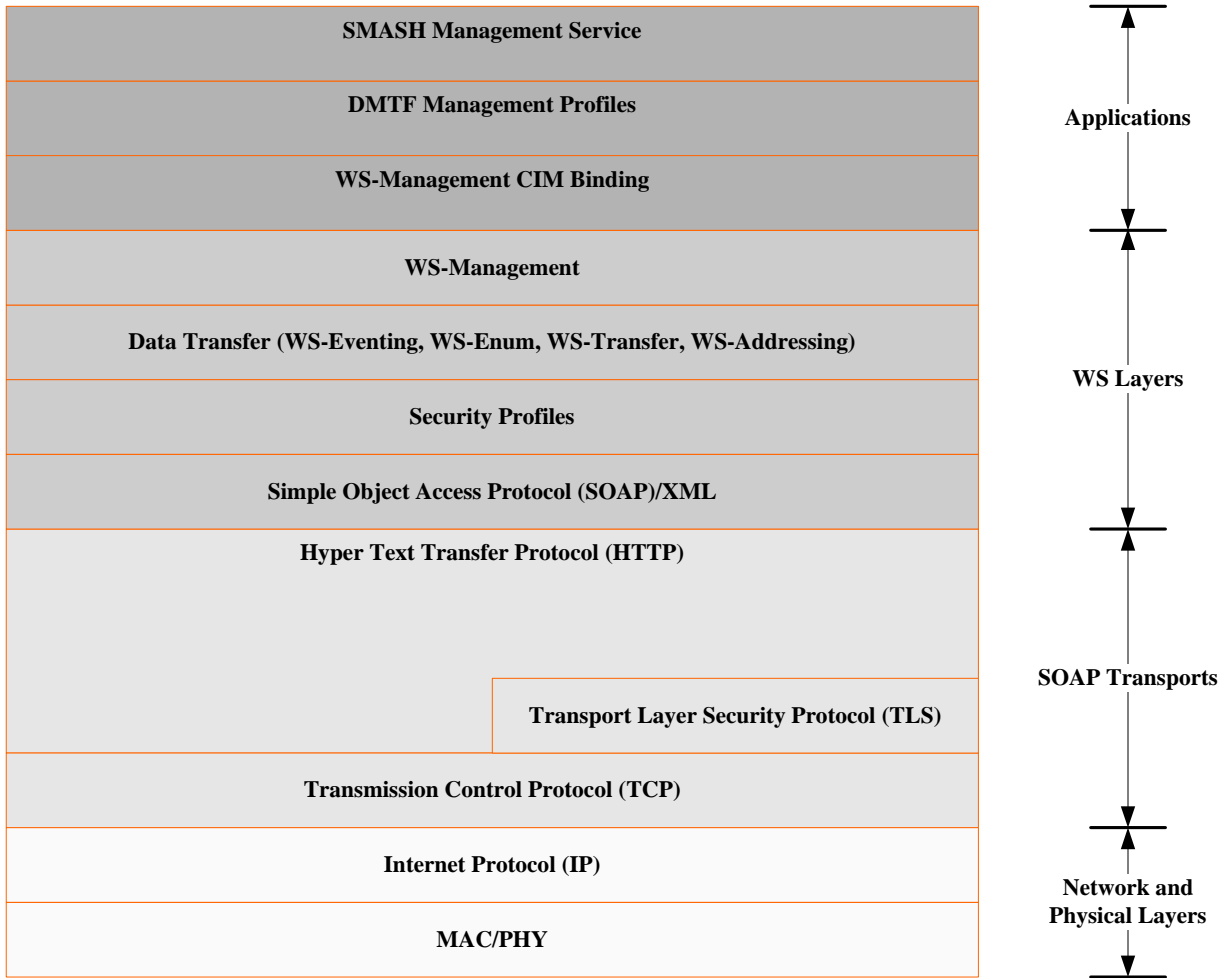 SMASH Management Service
DMTF Management Profiles
WS-Management CIM Binding
WS-Management
Data Transfer (WS-Eventing, WS-Enum, WS-Transfer, WS-Addressing)
Security Profiles
Simple Object Access Protocol (SOAP)/XML
Hyper Text Transfer Protocol (HTTP)
Transport Layer Security Protocol (TLS)
Transmission Control Protocol (TCP)
Internet Protocol (IP)
MAC/PHY
Applications
WS Layers
SOAP Transports
Network and
Physical Layers